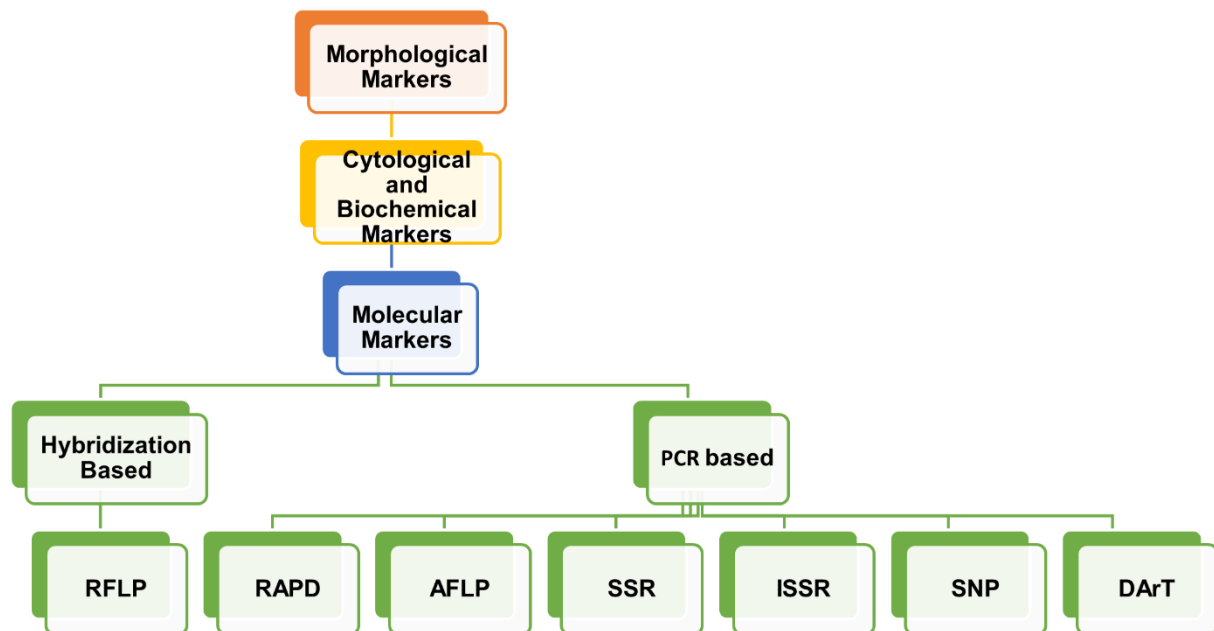 Morphological
Markers
Cytological
and
Biochemical
Markers
Molecular
Markers
Hybridization
Based
PCR based
RFLP
RAPD
AFLP
SSR
ISSR
SNP
DArT